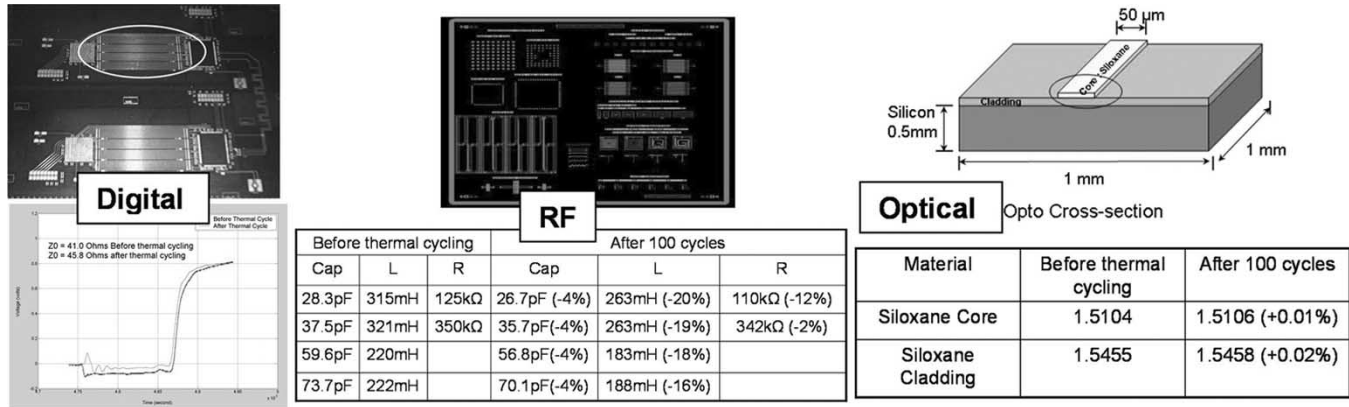 Digital
Before Thermal Cycle
After Thermal Cycle
Z0 = 41.0 Ohms Before thermal cycling
Z0 = 45.8 Ohms after thermal cycling
Voltage (volts)
Time (second)
RF
Before thermal cycling After 100 cycles
Cap L R Cap L R
28.3pF 315mH 125kΩ 26.7pF (-4%) 263mH (-20%) 110kΩ (-12%)
37.5pF 321mH 350kΩ 35.7pF(-4%) 263mH (-19%) 342kΩ (-2%)
59.6pF 220mH 56.8pF(-4%) 183mH (-18%)
73.7pF 222mH 70.1pF(-4%) 188mH (-16%)
50 µm
Core - Siloxane
Cladding
Silicon
0.5mm
1 mm
1 mm
Optical
Opto Cross-section
Material Before thermal cycling After 100 cycles
Siloxane Core 1.5104 1.5106 (+0.01%)
Siloxane Cladding 1.5455 1.5458 (+0.02%)